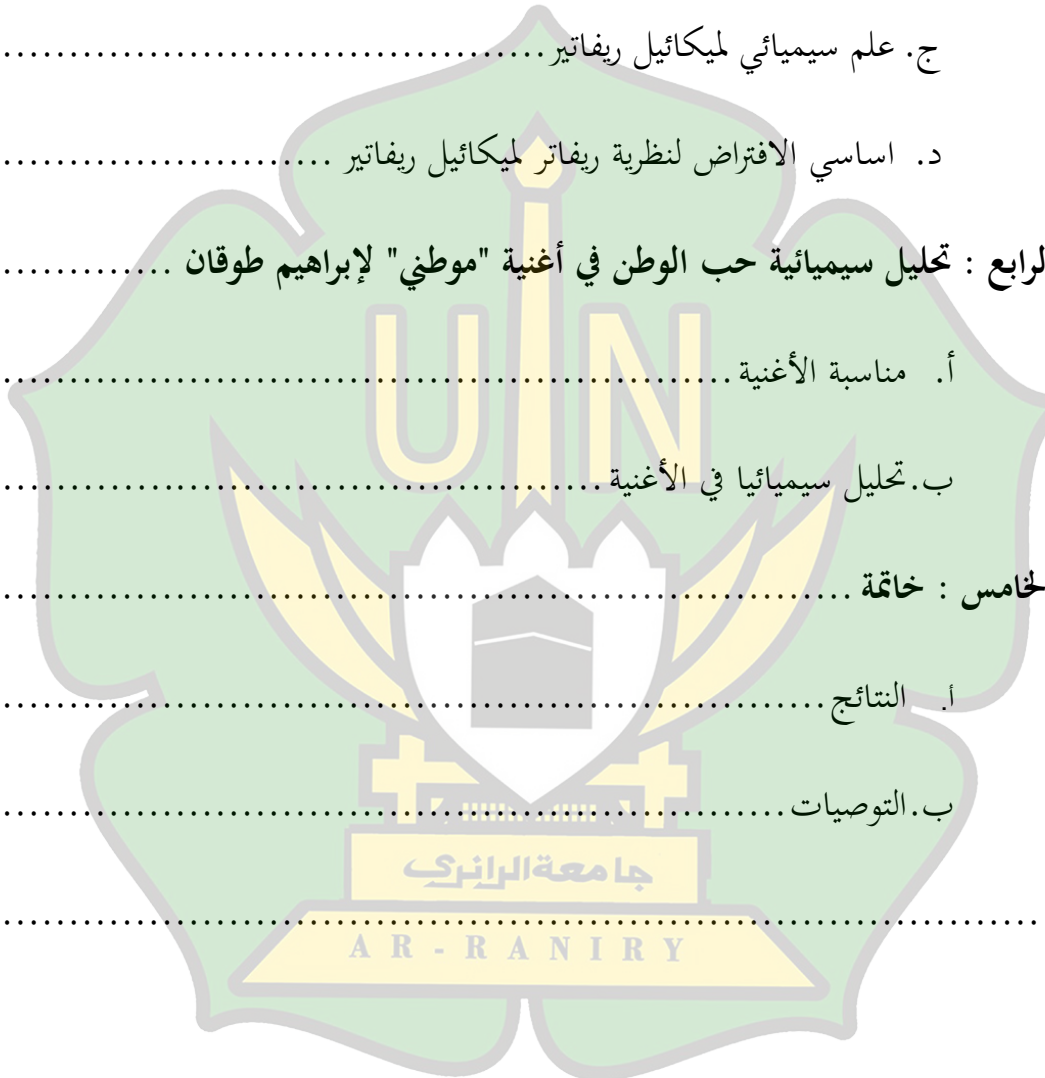 ج. علم سيميائي لميكائيل ريفاتير........................................
د. اساسي الافتراض لنظرية ريفاتر لميكائيل ريفاتير .........................
لرابع : تحليل سيميائية حب الوطن في أغنية "موطني" لإبراهيم طوقان .............
أ. مناسبة الأغنية......................................................
UIN
ب.تحليل سيميائيا في الأغنية.............................................
لخامس : خاتمة ................................................................
أ. النتائج..............................................................
ب.التوصيات...........................................................
جامعة الرانري
..............................................................................
AR-RANIRY